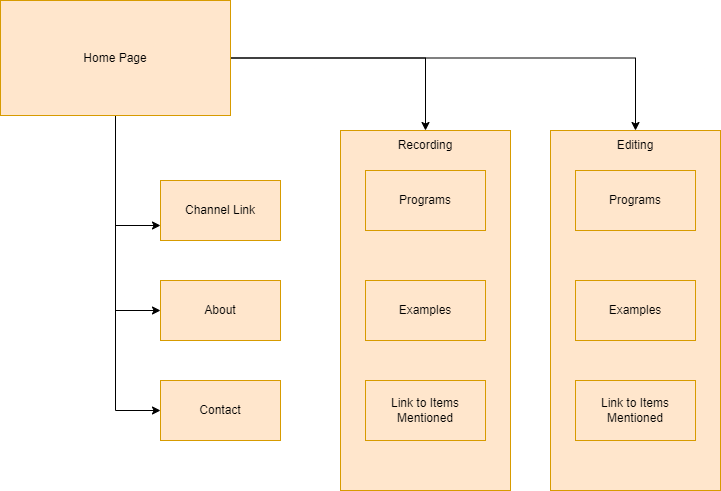 Home Page
Channel Link
About
Contact
Recording
Programs
Examples
Link to Items
Mentioned
Editing
Programs
Examples
Link to Items
Mentioned